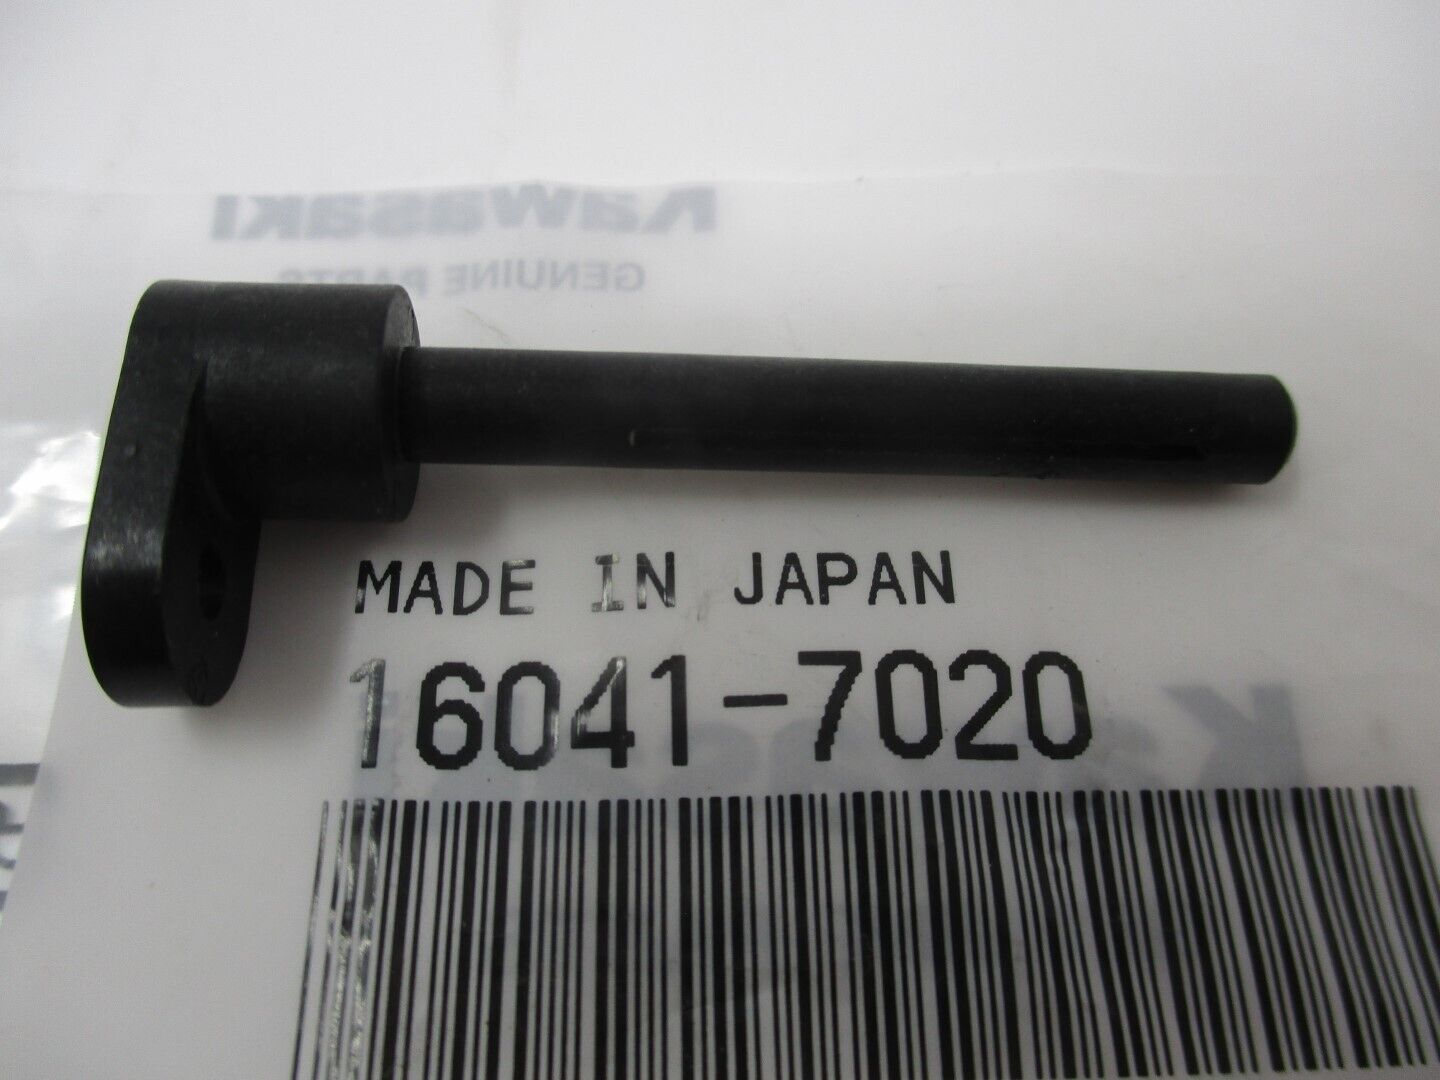 Kawasaki
GENUINE PARTS
MADE IN JAPAN
16041-7020